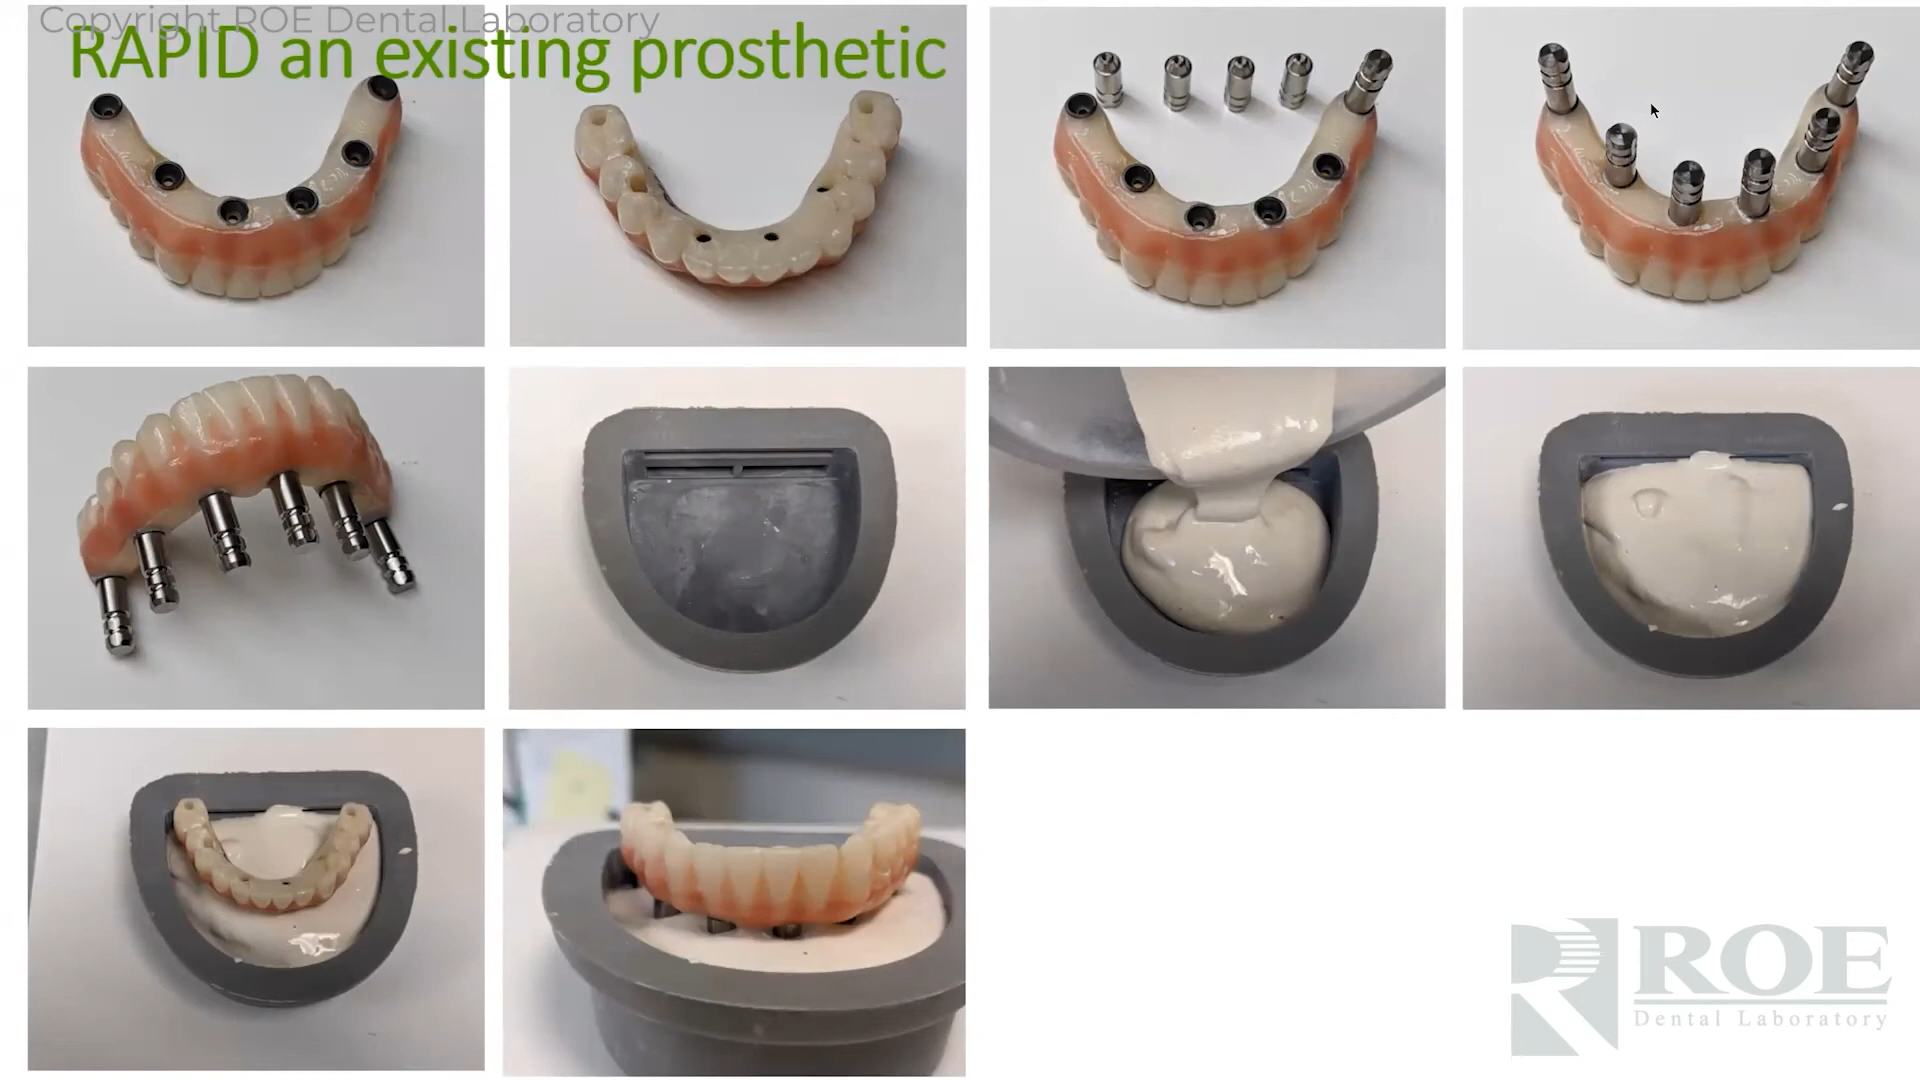 Copyright ROE Dental Laboratory
RAPID an existing prosthetic
ROE
Dental Laboratory